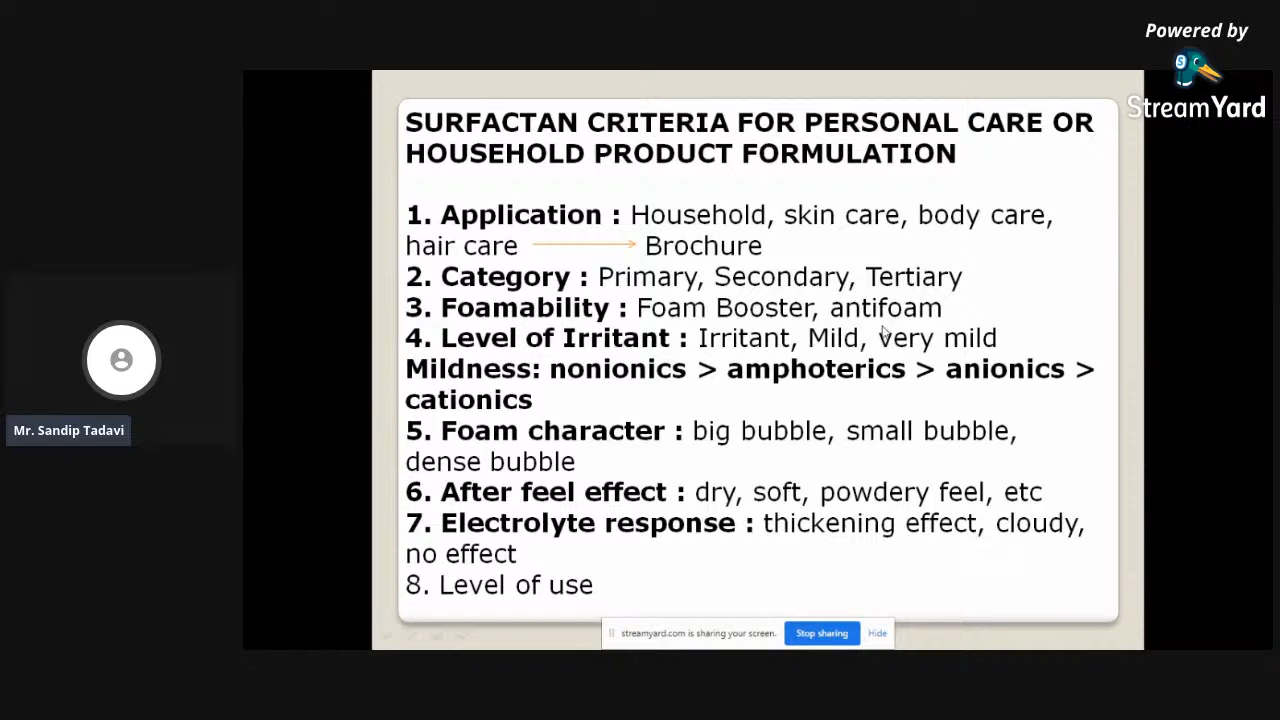 Powered by
StreamYard
SURFACTAN CRITERIA FOR PERSONAL CARE OR
HOUSEHOLD PRODUCT FORMULATION
1. Application : Household, skin care, body care,
hair care Brochure
2. Category : Primary, Secondary, Tertiary
3. Foamability : Foam Booster, antifoam
4. Level of Irritant : Irritant, Mild, very mild
Mildness: nonionics > amphoterics > anionics >
cationics
5. Foam character : big bubble, small bubble,
dense bubble
6. After feel effect : dry, soft, powdery feel, etc
7. Electrolyte response : thickening effect, cloudy,
no effect
8. Level of use
Mr. Sandip Tadavi
streamyard.com is sharing your screen. Stop sharing Hide